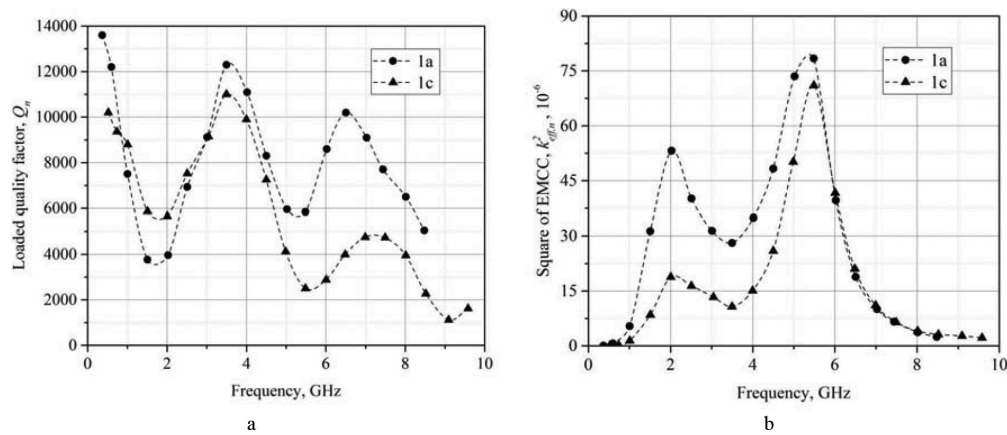 14000
12000
10000
8000
6000
4000
2000
0
0
2
4
6
8
10
Loaded quality factor, Qₙ
Frequency, GHz
1a
1c
a
90
75
60
45
30
15
0
0
2
4
6
8
10
Square of EMCC, k²eff,n, 10⁻⁶
Frequency, GHz
1a
1c
b